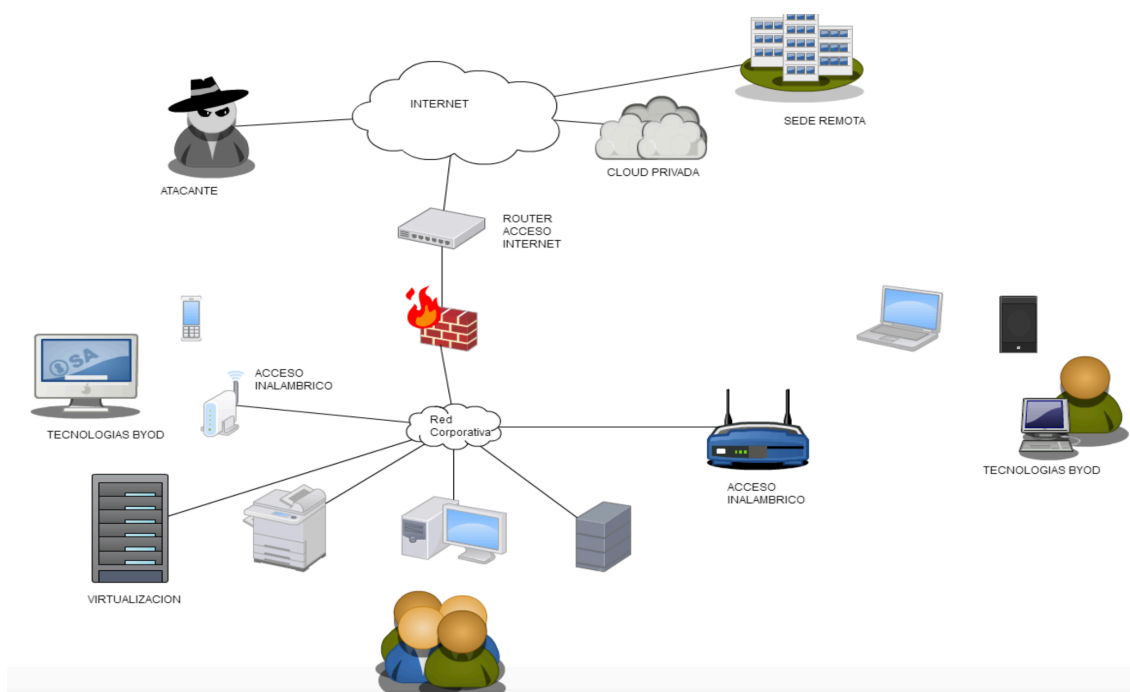 INTERNET
SEDE REMOTA
CLOUD PRIVADA
ATACANTE
ROUTER
ACCESO
INTERNET
SA
ACCESO
INALAMBRICO
TECNOLOGIAS BYOD
Red
Corporativa
TECNOLOGIAS BYOD
ACCESO
INALAMBRICO
VIRTUALIZACION